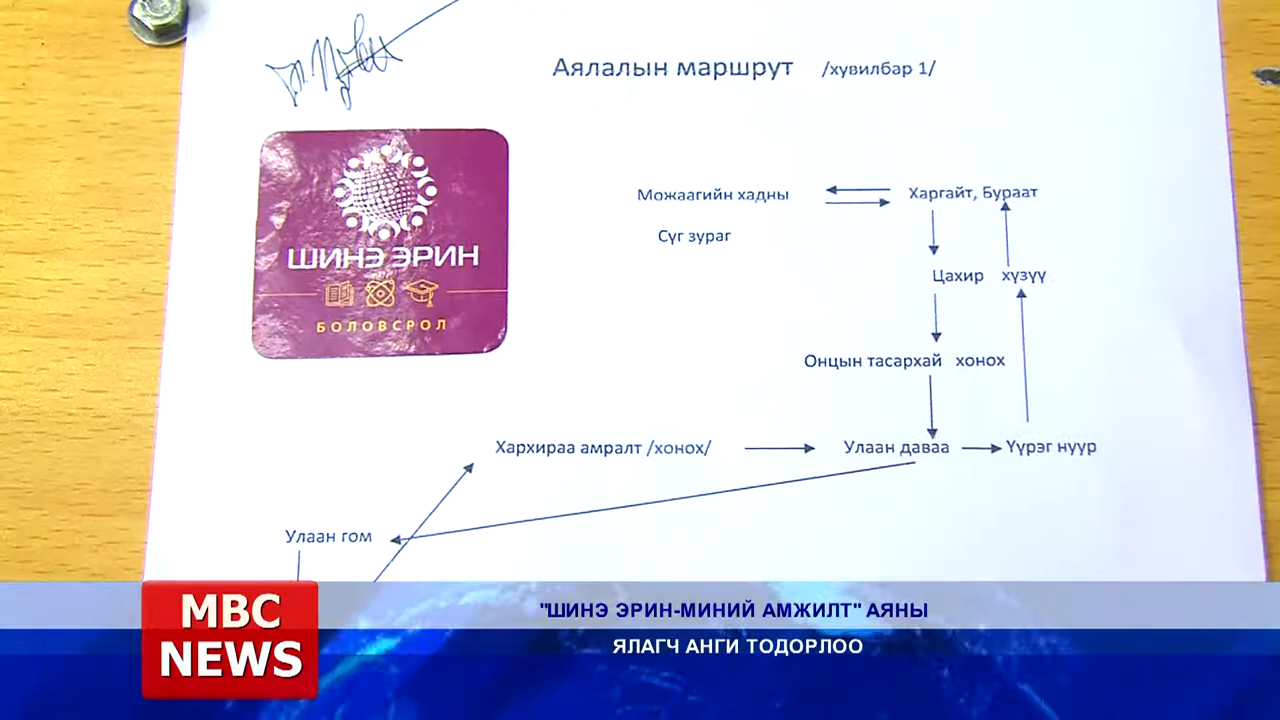 Аялалын маршрут /хувилбар 1/
ШИНЭ ЭРИН
БОЛОВСРОЛ
Можаагийн хадны
Харгайт, Бураат
Сүг зураг
Цахир хүзүү
Онцын тасархай хонох
Хархираа амралт /хонох/
Улаан даваа
Үүрэг нуур
Улаан гом
MBC NEWS
"ШИНЭ ЭРИН-МИНИЙ АМЖИЛТ" АЯНЫ
ЯЛАГЧ АНГИ ТОДОРЛОО